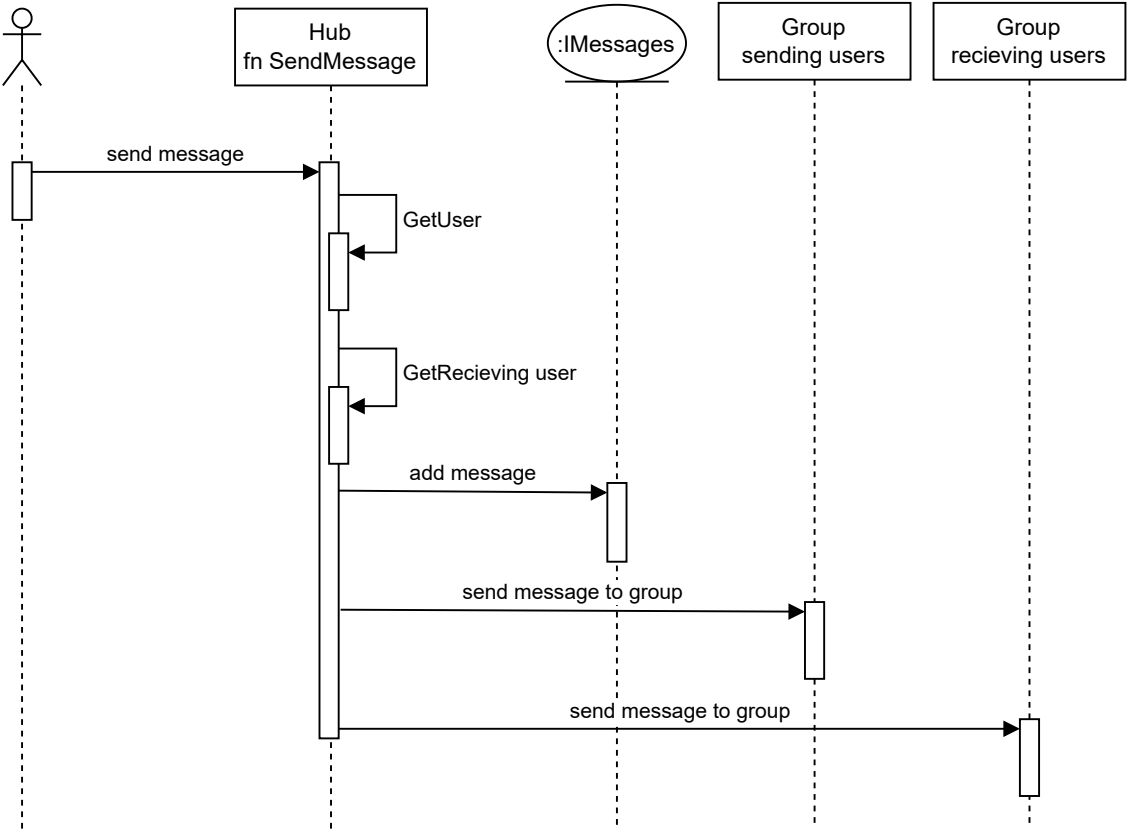 Hub
fn SendMessage
:IMessages
Group
sending users
Group
recieving users
send message
GetUser
GetRecieving user
add message
send message to group
send message to group